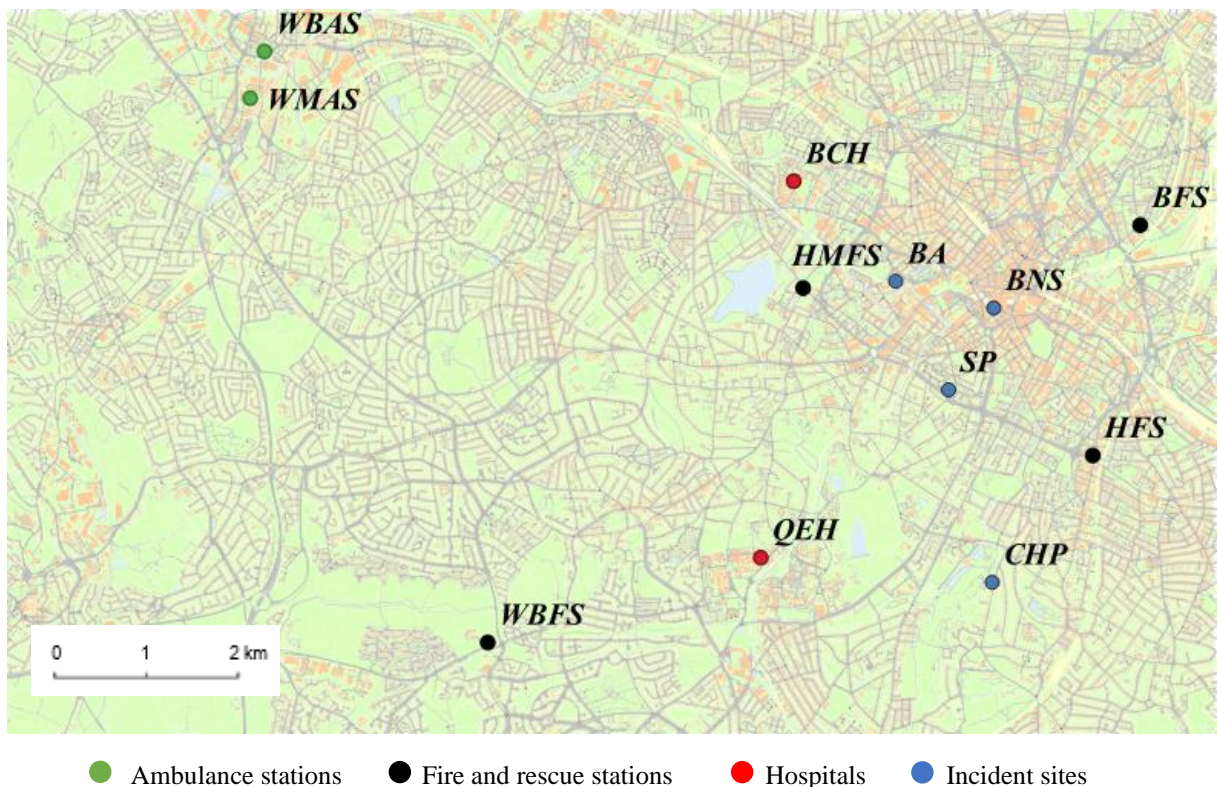 WBAS
WMAS
BCH
BFS
HMFS
BA
BNS
SP
HFS
QEH
CHP
WBFS
0 1 2 km
Ambulance stations Fire and rescue stations Hospitals Incident sites